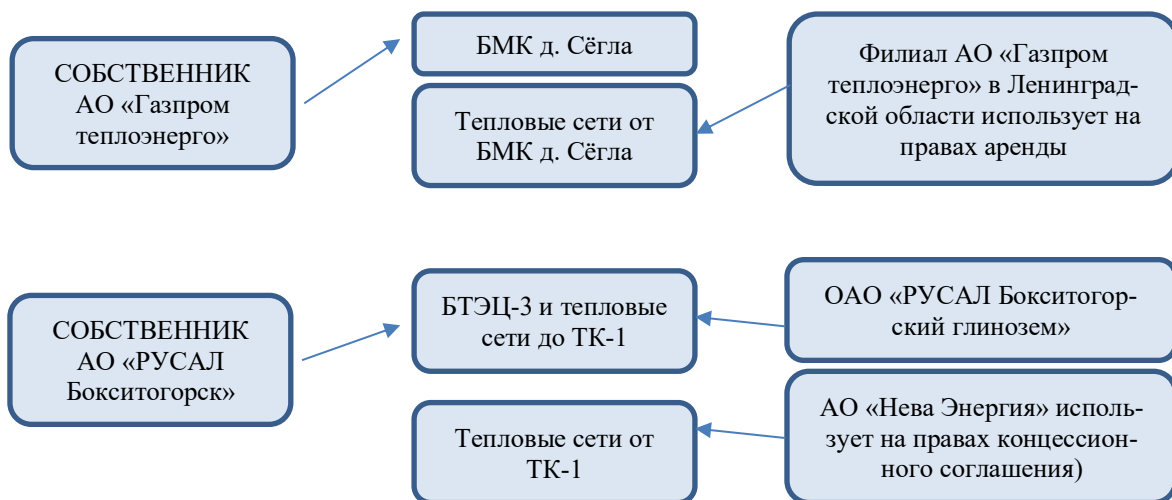 СОБСТВЕННИК
АО «Газпром
теплоэнерго»
БМК д. Сёгла
Тепловые сети от
БМК д. Сёгла
Филиал АО «Газпром
теплоэнерго» в Ленинград-
ской области использует на
правах аренды
СОБСТВЕННИК
АО «РУСАЛ
Бокситогорск»
БТЭЦ-3 и тепловые
сети до ТК-1
Тепловые сети от
ТК-1
ОАО «РУСАЛ Бокситогор-
ский глинозем»
АО «Нева Энергия» исполь-
зует на правах концессион-
ного соглашения)